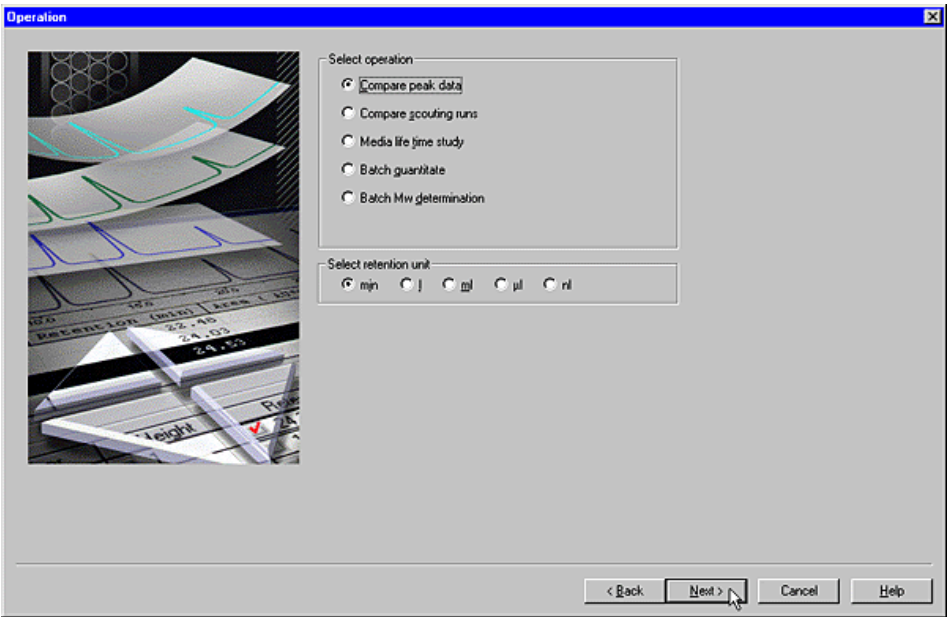 Operation
Select operation
Compare peak data
Compare scouting runs
Media life time study
Batch quantitate
Batch Mw determination
Select retention unit
min l ml µl nl
Retention (min) Area (
22.48
24.03
24.53
Height
< Back Next > Cancel Help